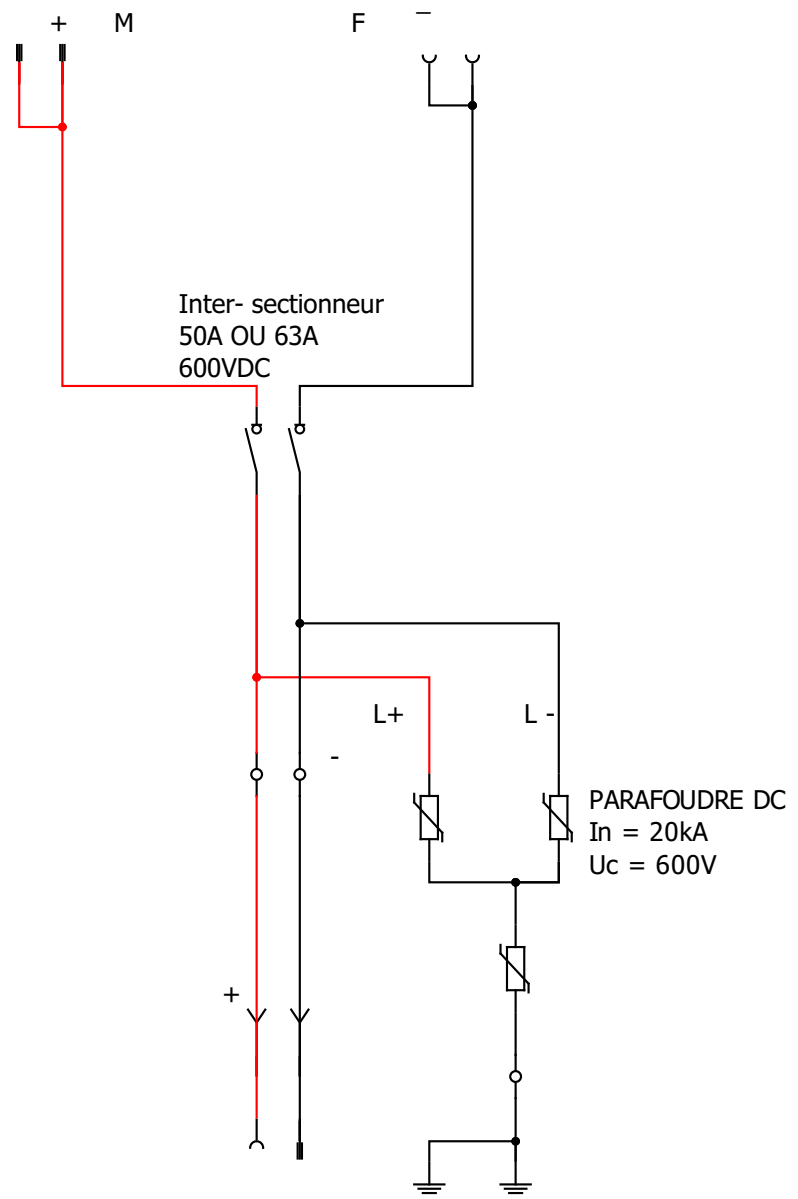 + M F _
Inter- sectionneur
50A OU 63A
600VDC
L+ L -
-
PARAFOUDRE DC
In = 20kA
Uc = 600V
+